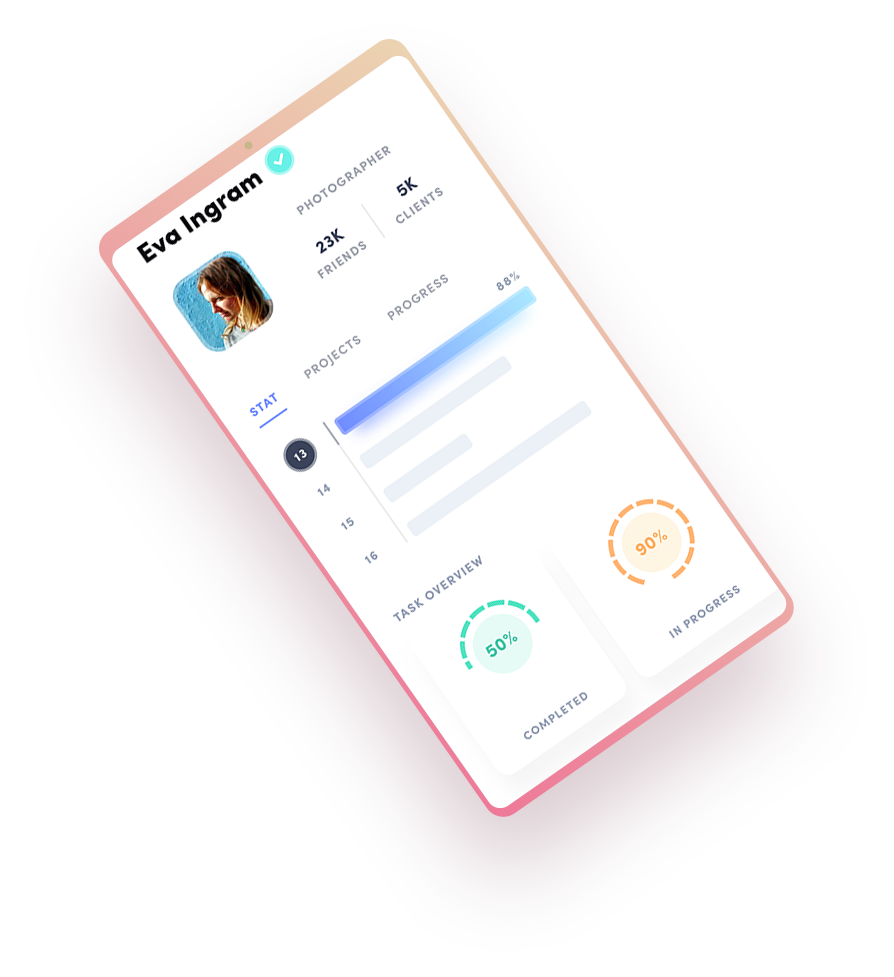 Eva Ingram
PHOTOGRAPHER
23K
FRIENDS
5K
CLIENTS
STAT
PROJECTS
PROGRESS
88%
13
14
15
16
TASK OVERVIEW
50%
COMPLETED
90%
IN PROGRESS